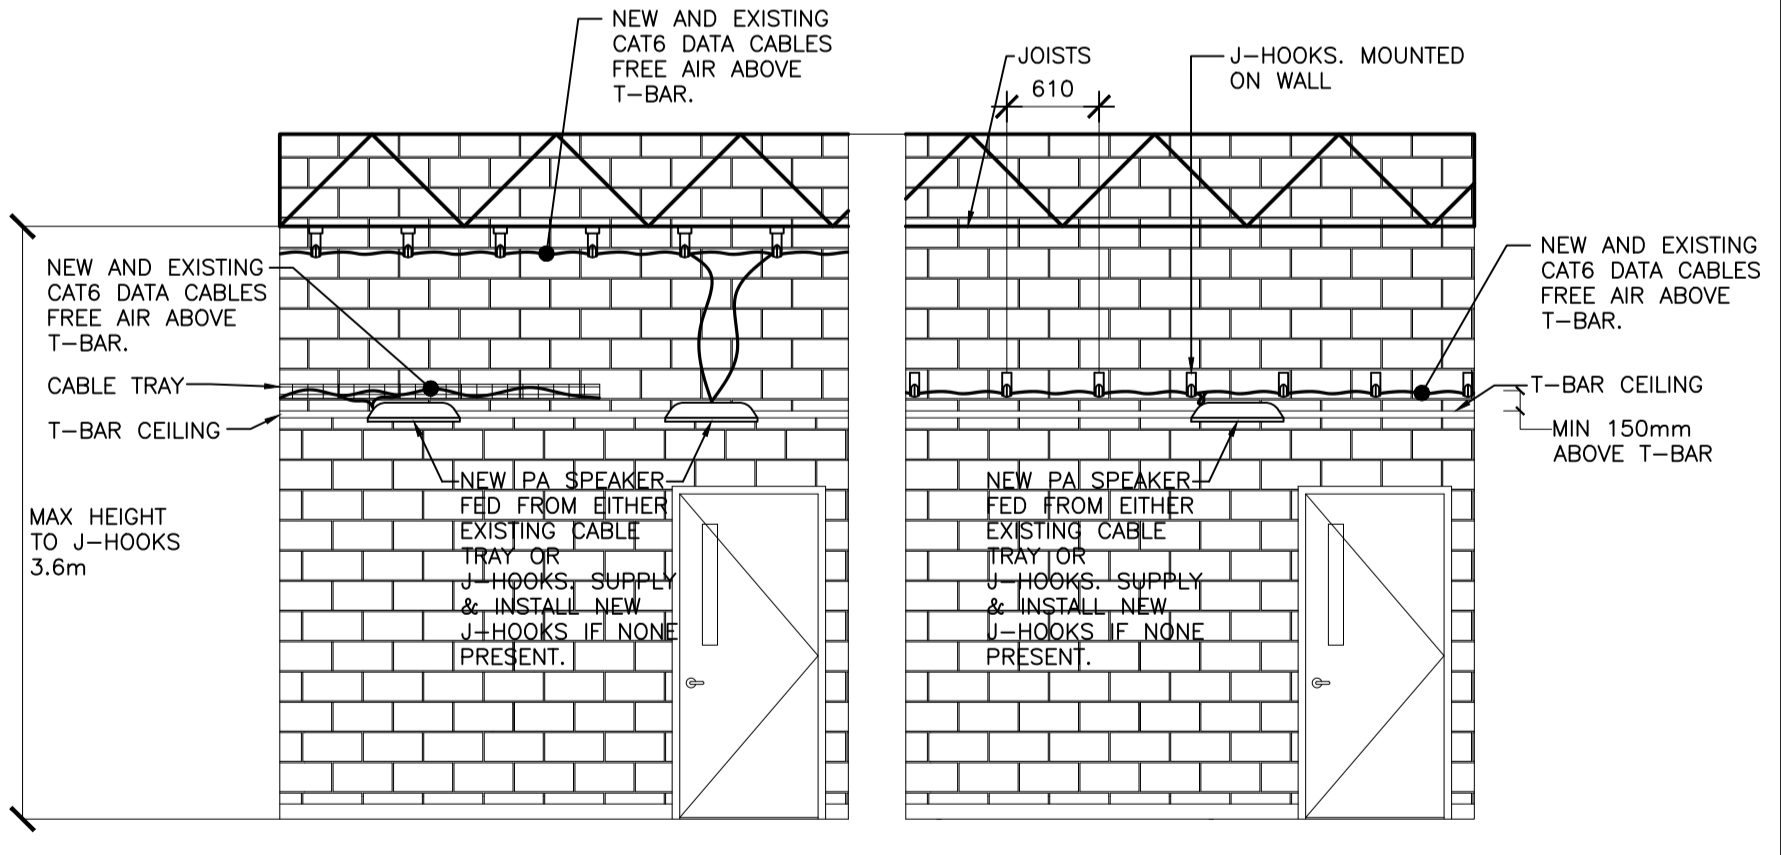 NEW AND EXISTING
CAT6 DATA CABLES
FREE AIR ABOVE
T-BAR.
JOISTS
610
J-HOOKS. MOUNTED
ON WALL
NEW AND EXISTING
CAT6 DATA CABLES
FREE AIR ABOVE
T-BAR.
CABLE TRAY
T-BAR CEILING
MAX HEIGHT
TO J-HOOKS
3.6m
NEW PA SPEAKER
FED FROM EITHER
EXISTING CABLE
TRAY OR
J-HOOKS. SUPPLY
& INSTALL NEW
J-HOOKS IF NONE
PRESENT.
NEW PA SPEAKER
FED FROM EITHER
EXISTING CABLE
TRAY OR
J-HOOKS. SUPPLY
& INSTALL NEW
J-HOOKS IF NONE
PRESENT.
NEW AND EXISTING
CAT6 DATA CABLES
FREE AIR ABOVE
T-BAR.
T-BAR CEILING
MIN 150mm
ABOVE T-BAR